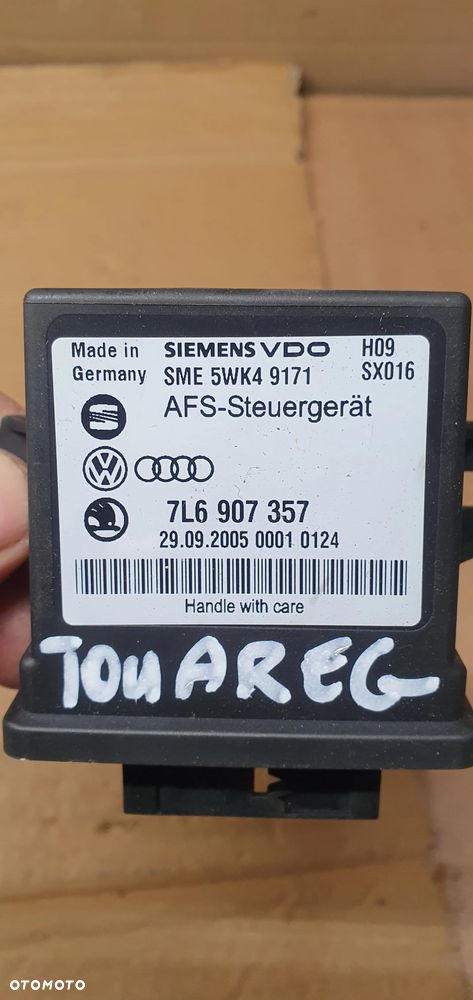 Made in SIEMENS VDO H09
Germany SME 5WK4 9171 SX016
AFS-Steuergerät
7L6 907 357
29.09.2005 0001 0124
Handle with care
TOUAREG
OTOMOTO